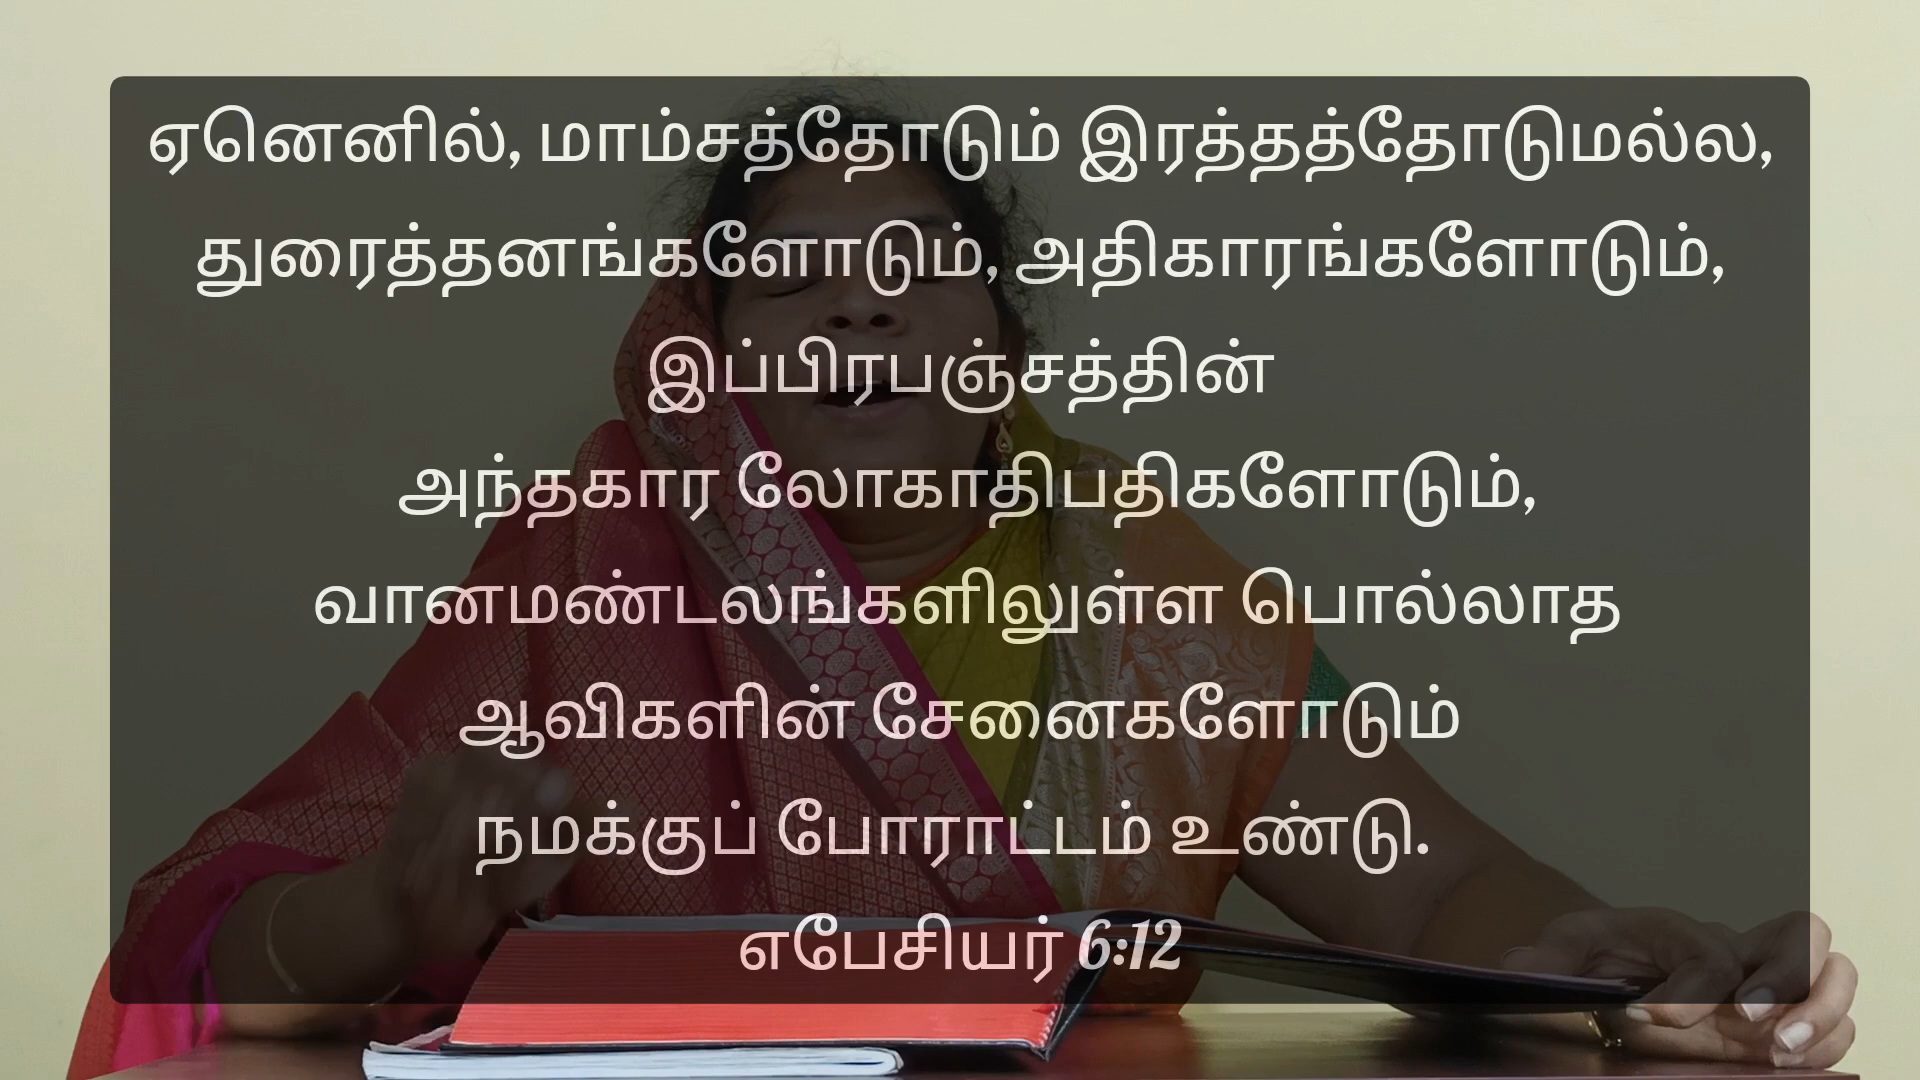 ஏனெனில், மாம்சத்தோடும் இரத்தத்தோடுமல்ல,
துரைத்தனங்களோடும், அதிகாரங்களோடும்,
இப்பிரபஞ்சத்தின்
அந்தகார லோகாதிபதிகளோடும்,
வானமண்டலங்களிலுள்ள பொல்லாத
ஆவிகளின் சேனைகளோடும்
நமக்குப் போராட்டம் உண்டு.
எபேசியர் 6:12